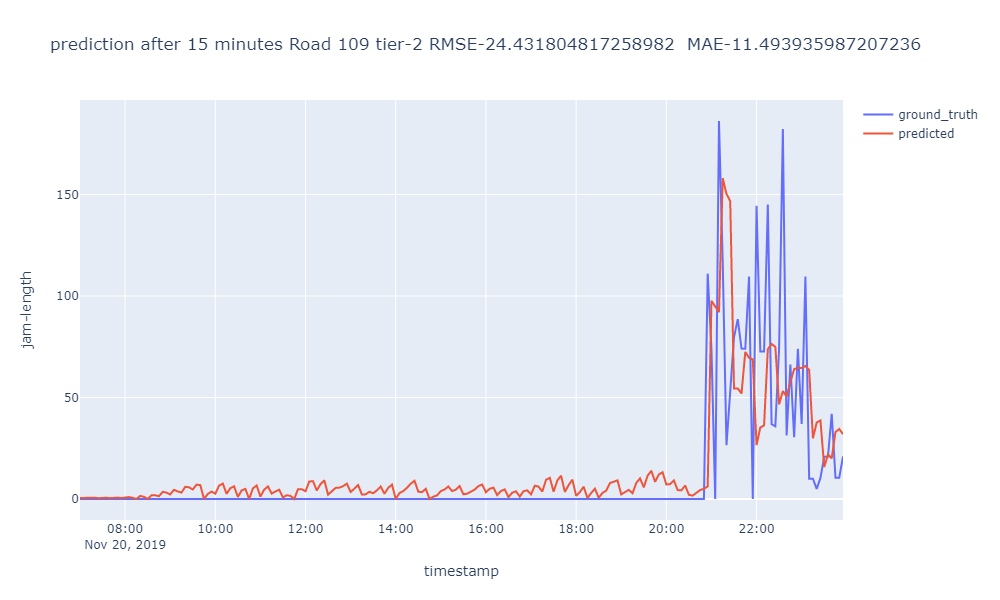 prediction after 15 minutes Road 109 tier-2 RMSE-24.431804817258982  MAE-11.493935987207236
ground_truth
predicted
jam-length
150
100
50
0
08:00 10:00 12:00 14:00 16:00 18:00 20:00 22:00
Nov 20, 2019
timestamp